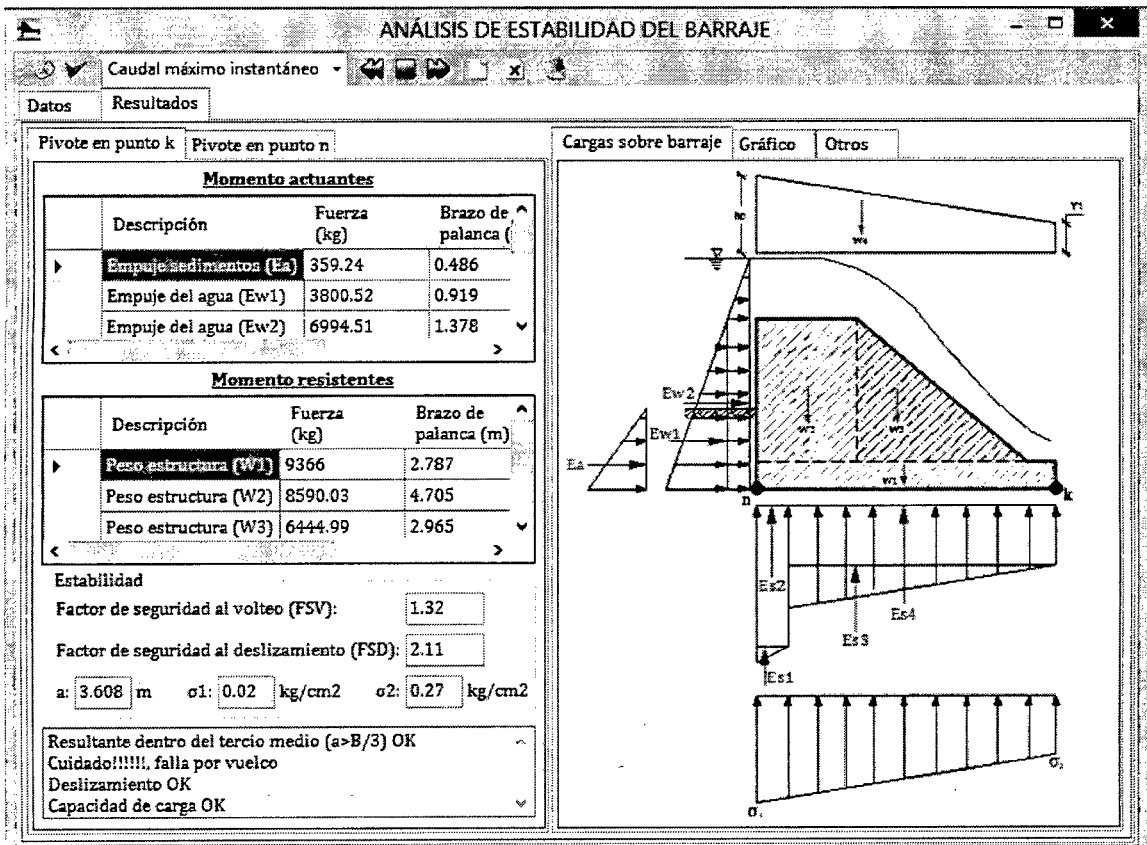 ANÁLISIS DE ESTABILIDAD DEL BARRAJE
Caudal máximo instantáneo
Datos Resultados
Pivote en punto k Pivote en punto n
Momento actuantes
Descripción Fuerza (kg) Brazo de palanca (
Empuje sedimentos (Ea) 359.24 0.486
Empuje del agua (Ew1) 3800.52 0.919
Empuje del agua (Ew2) 6994.51 1.378
Momento resistentes
Descripción Fuerza (kg) Brazo de palanca (m)
Peso estructura (W1) 9366 2.787
Peso estructura (W2) 8590.03 4.705
Peso estructura (W3) 6444.99 2.965
Estabilidad
Factor de seguridad al volteo (FSV): 1.32
Factor de seguridad al deslizamiento (FSD): 2.11
a: 3.608 m σ1: 0.02 kg/cm2 σ2: 0.27 kg/cm2
Resultante dentro del tercio medio (a>B/3) OK
Cuidado!!!!!!, falla por vuelco
Deslizamiento OK
Capacidad de carga OK
Cargas sobre barraje Gráfico Otros
W4
Ew2
Ew1
Ea
W2
W3
W1
n
k
Es2
Es4
Es3
Es1
σ1
σ2